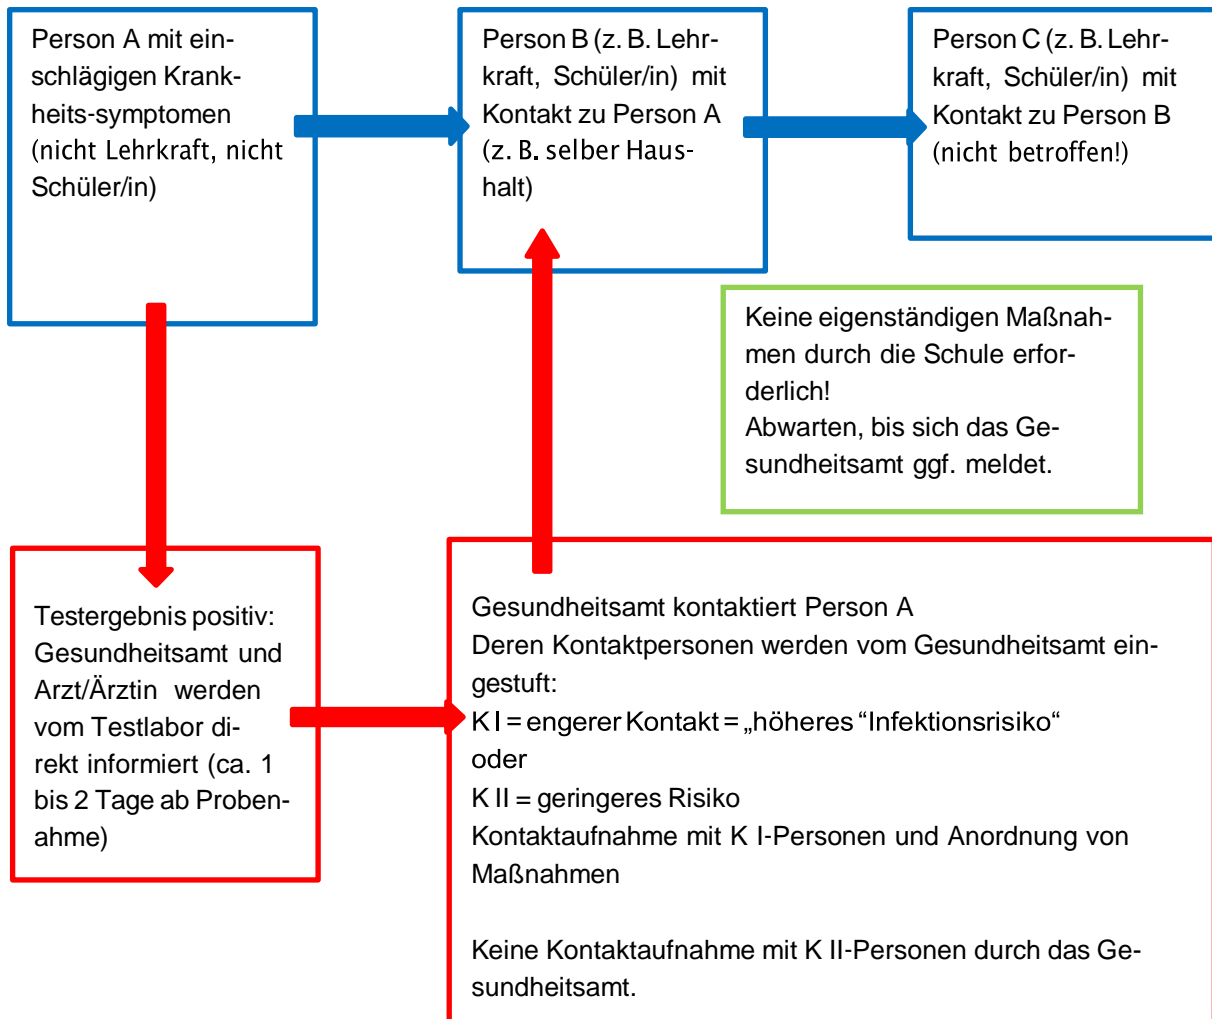 Person A mit ein-
schlägigen Krank-
heits-symptomen
(nicht Lehrkraft, nicht
Schüler/in)
Person B (z. B. Lehr-
kraft, Schüler/in) mit
Kontakt zu Person A
(z. B. selber Haus-
halt)
Person C (z. B. Lehr-
kraft, Schüler/in) mit
Kontakt zu Person B
(nicht betroffen!)
Keine eigenständigen Maßnah-
men durch die Schule erfor-
derlich!
Abwarten, bis sich das Ge-
sundheitsamt ggf. meldet.
Testergebnis positiv:
Gesundheitsamt und
Arzt/Ärztin werden
vom Testlabor di-
rekt informiert (ca. 1
bis 2 Tage ab Proben-
ahme)
Gesundheitsamt kontaktiert Person A
Deren Kontaktpersonen werden vom Gesundheitsamt ein-
gestuft:
K I = engerer Kontakt = „höheres “Infektionsrisiko“
oder
K II = geringeres Risiko
Kontaktaufnahme mit K I-Personen und Anordnung von
Maßnahmen
Keine Kontaktaufnahme mit K II-Personen durch das Ge-
sundheitsamt.